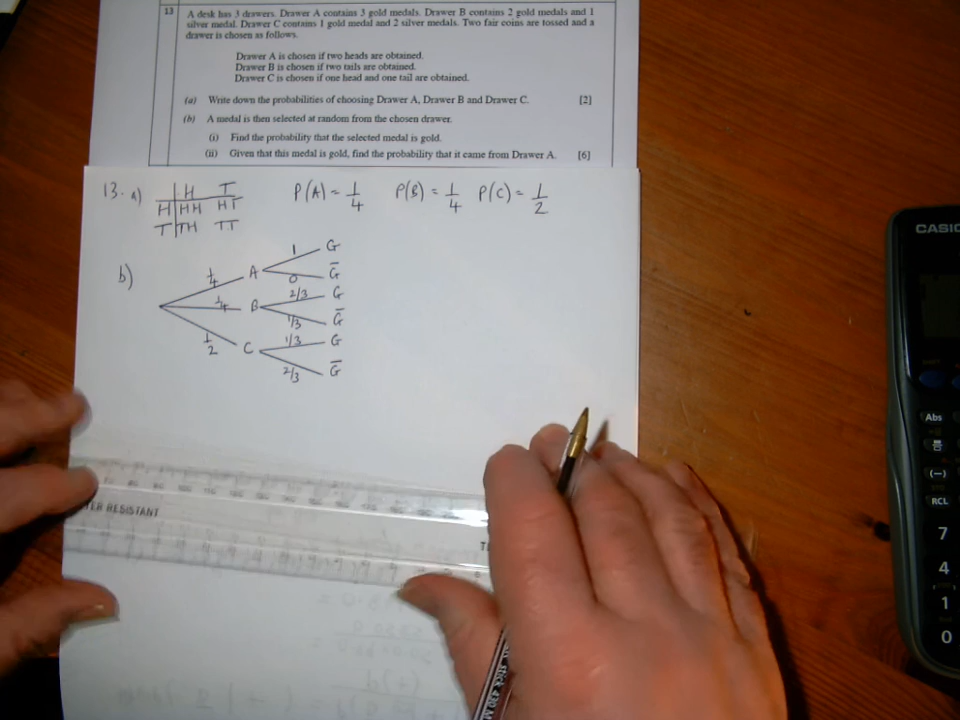 13 A desk has 3 drawers. Drawer A contains 3 gold medals. Drawer B contains 2 gold medals and 1
silver medal. Drawer C contains 1 gold medal and 2 silver medals. Two fair coins are tossed and a
drawer is chosen as follows.
Drawer A is chosen if two heads are obtained.
Drawer B is chosen if two tails are obtained.
Drawer C is chosen if one head and one tail are obtained.
(a) Write down the probabilities of choosing Drawer A, Drawer B and Drawer C. [2]
(b) A medal is then selected at random from the chosen drawer.
(i) Find the probability that the selected medal is gold.
(ii) Given that this medal is gold, find the probability that it came from Drawer A. [6]
13. a) H T
H HH HT
T TH TT
P(A) = 1/4 P(B) = 1/4 P(C) = 1/2
b)
1/4 A 1 G
0 G̅
1/4 B 2/3 G
1/3 G̅
1/2 C 1/3 G
2/3 G̅
RESISTANT
CASIO
Abs
(-)
RCL
7
4
1
0